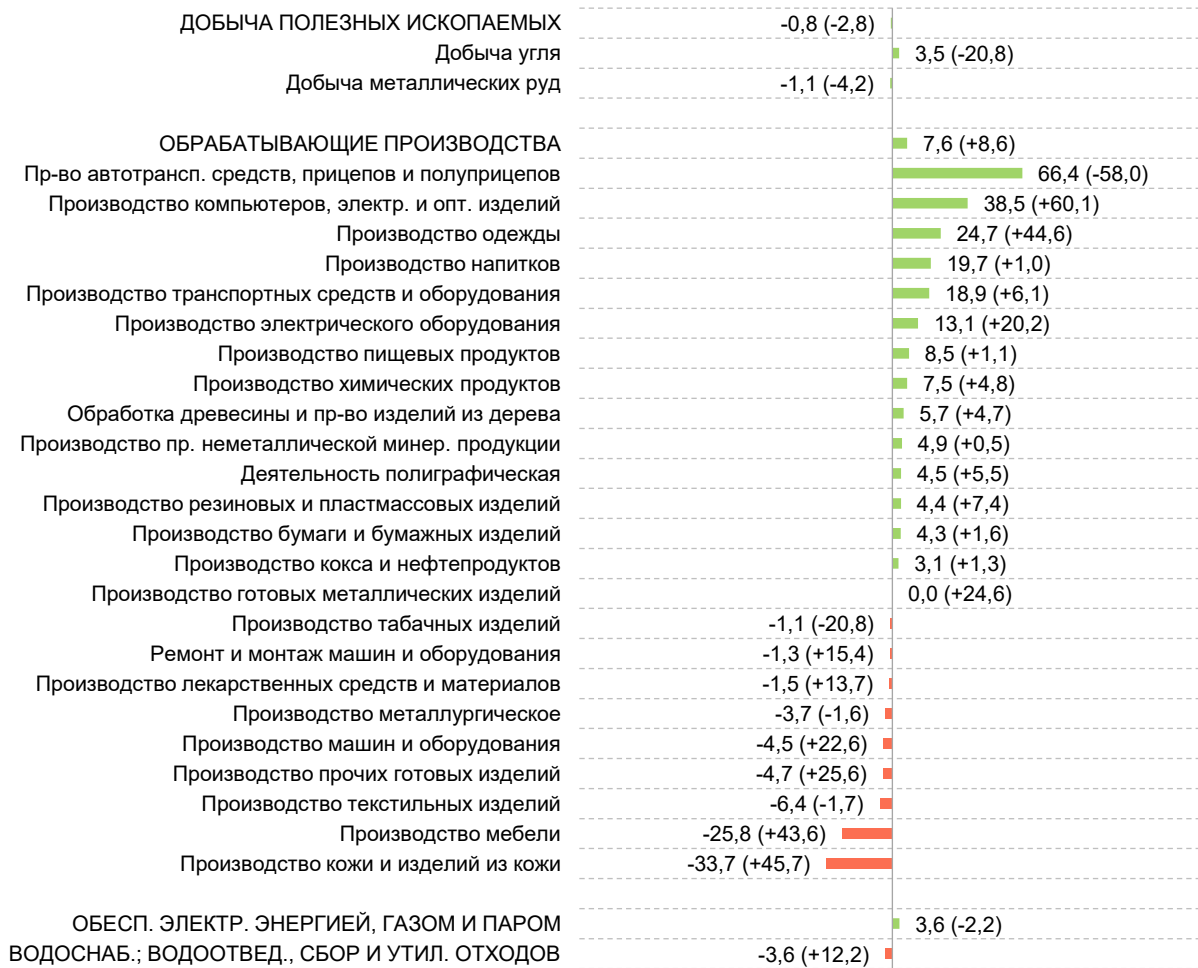 ДОБЫЧА ПОЛЕЗНЫХ ИСКОПАЕМЫХ -0,8 (-2,8)
Добыча угля 3,5 (-20,8)
Добыча металлических руд -1,1 (-4,2)
ОБРАБАТЫВАЮЩИЕ ПРОИЗВОДСТВА 7,6 (+8,6)
Пр-во автотрансп. средств, прицепов и полуприцепов 66,4 (-58,0)
Производство компьютеров, электр. и опт. изделий 38,5 (+60,1)
Производство одежды 24,7 (+44,6)
Производство напитков 19,7 (+1,0)
Производство транспортных средств и оборудования 18,9 (+6,1)
Производство электрического оборудования 13,1 (+20,2)
Производство пищевых продуктов 8,5 (+1,1)
Производство химических продуктов 7,5 (+4,8)
Обработка древесины и пр-во изделий из дерева 5,7 (+4,7)
Производство пр. неметаллической минер. продукции 4,9 (+0,5)
Деятельность полиграфическая 4,5 (+5,5)
Производство резиновых и пластмассовых изделий 4,4 (+7,4)
Производство бумаги и бумажных изделий 4,3 (+1,6)
Производство кокса и нефтепродуктов 3,1 (+1,3)
Производство готовых металлических изделий 0,0 (+24,6)
Производство табачных изделий -1,1 (-20,8)
Ремонт и монтаж машин и оборудования -1,3 (+15,4)
Производство лекарственных средств и материалов -1,5 (+13,7)
Производство металлургическое -3,7 (-1,6)
Производство машин и оборудования -4,5 (+22,6)
Производство прочих готовых изделий -4,7 (+25,6)
Производство текстильных изделий -6,4 (-1,7)
Производство мебели -25,8 (+43,6)
Производство кожи и изделий из кожи -33,7 (+45,7)
ОБЕСП. ЭЛЕКТР. ЭНЕРГИЕЙ, ГАЗОМ И ПАРОМ 3,6 (-2,2)
ВОДОСНАБ.; ВОДООТВЕД., СБОР И УТИЛ. ОТХОДОВ -3,6 (+12,2)